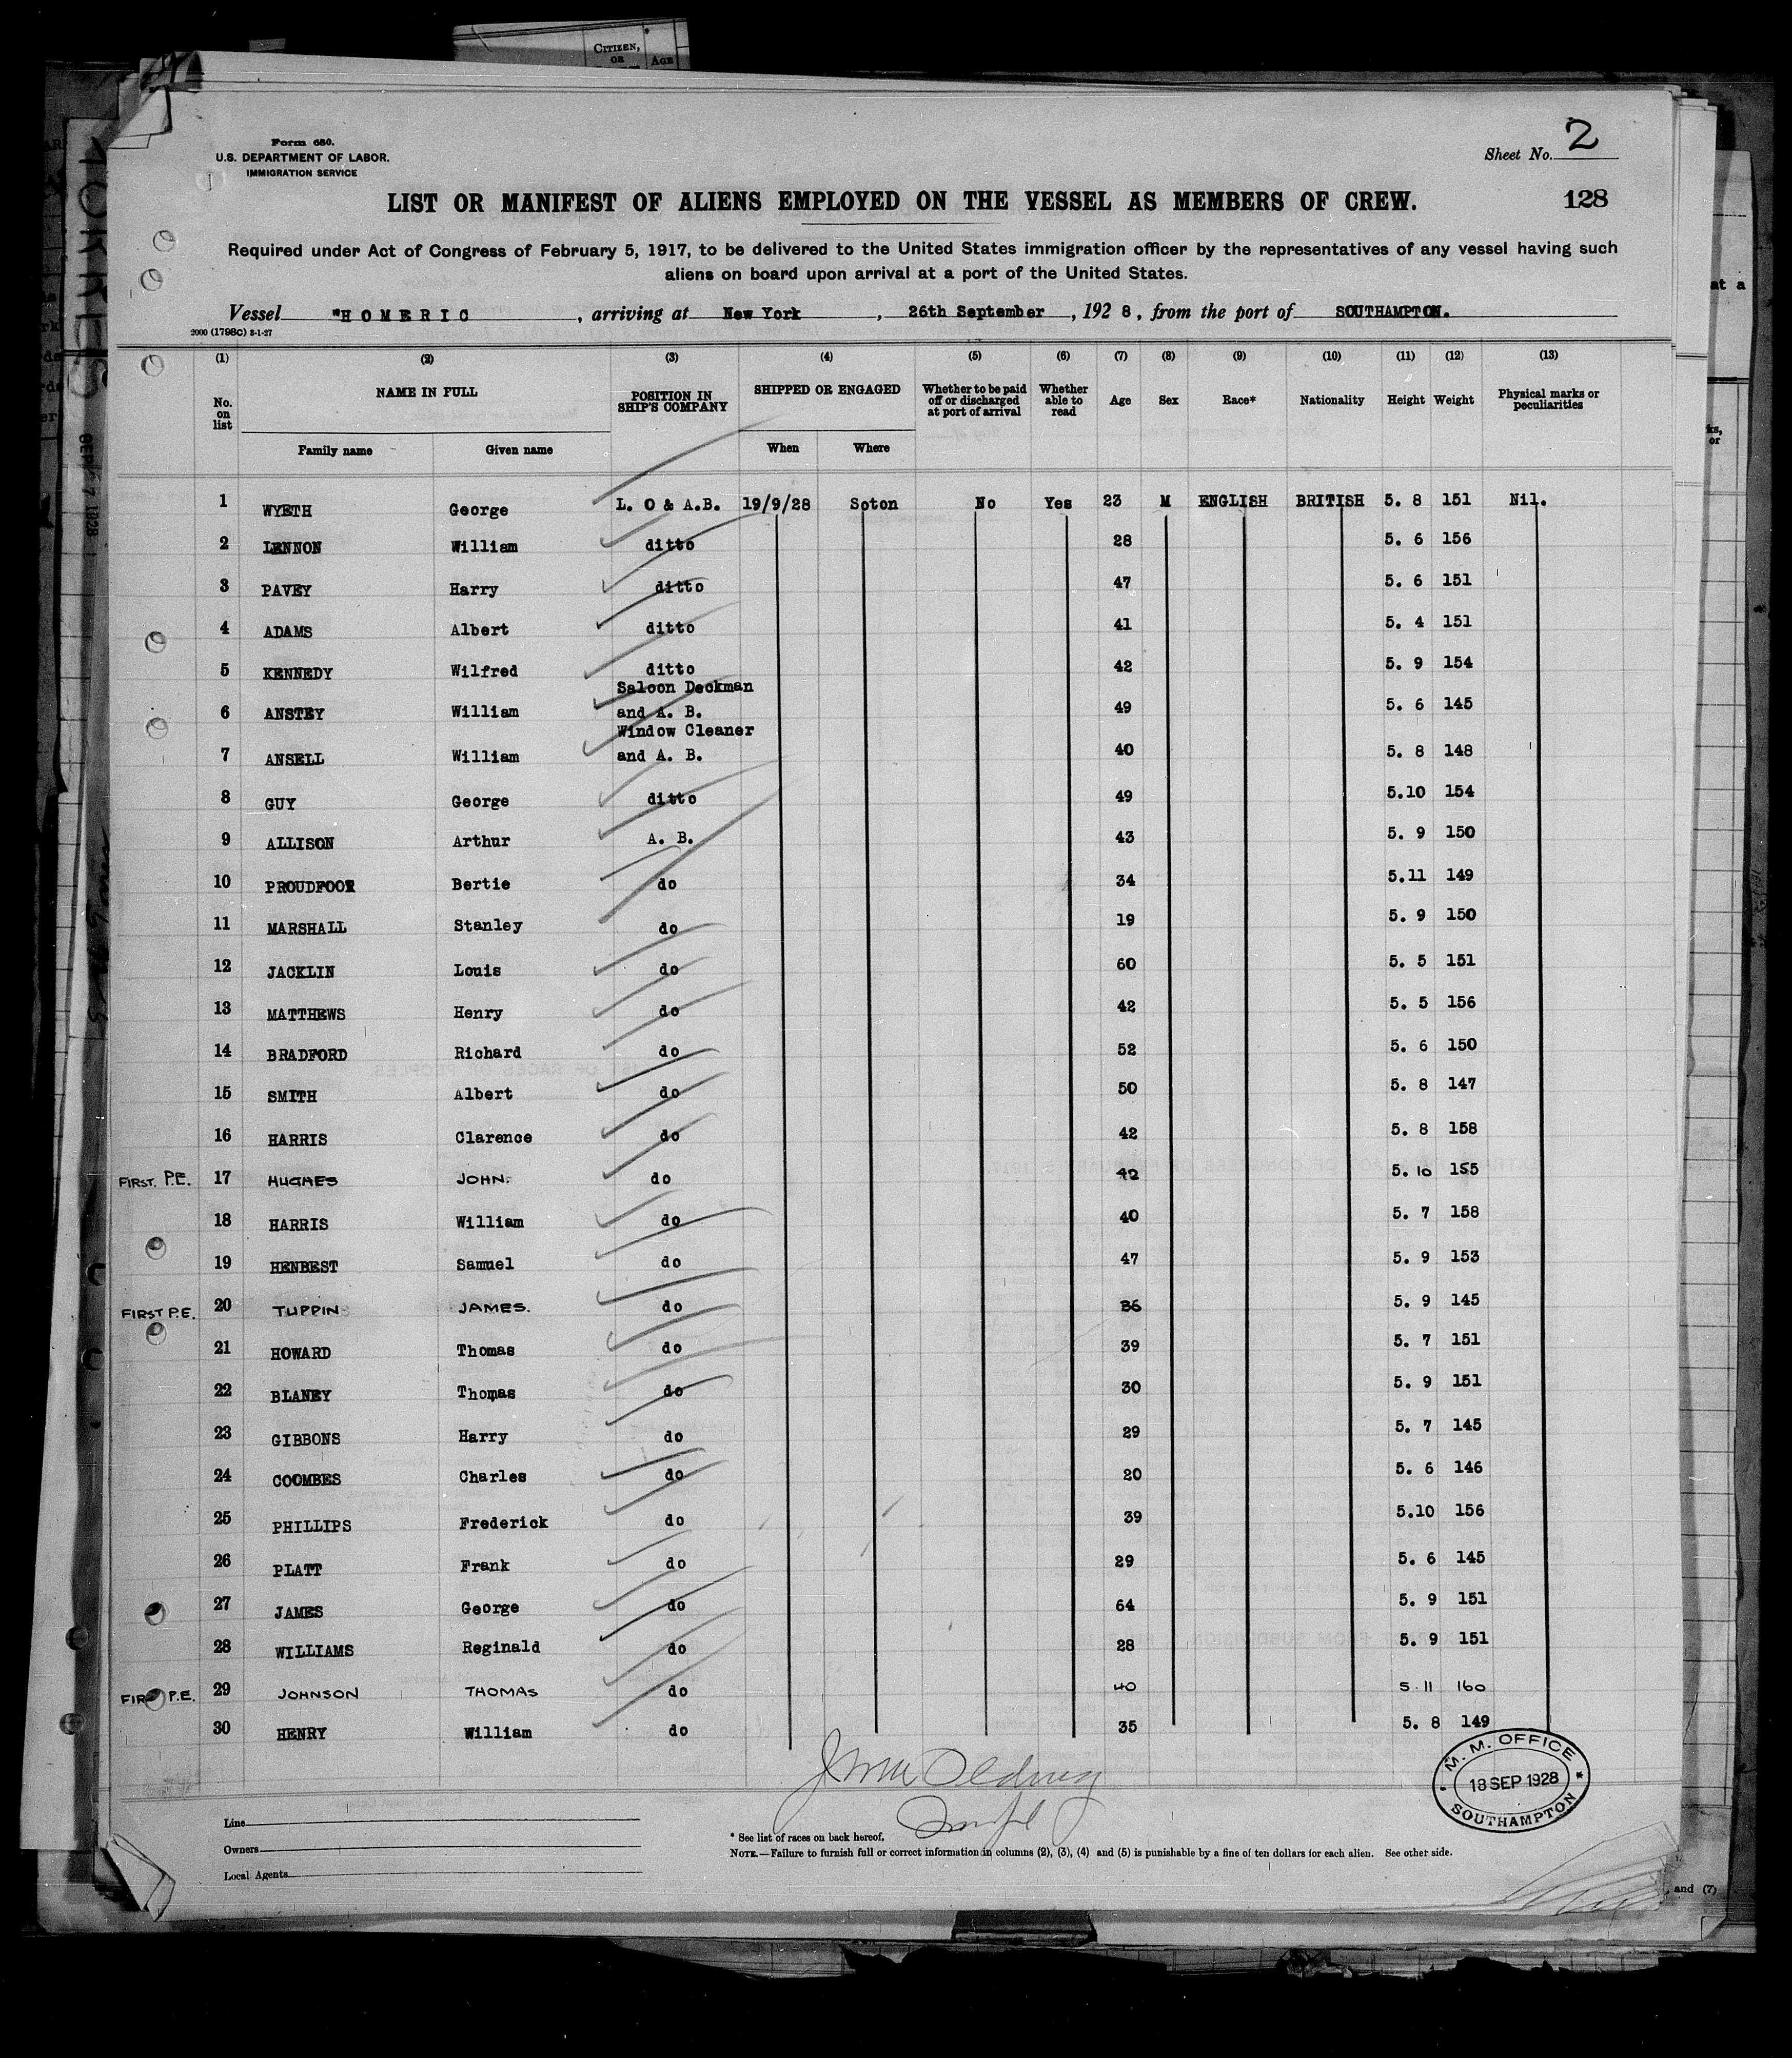 CITIZEN,
OR
AGE
Form 680.
U.S. DEPARTMENT OF LABOR.
IMMIGRATION SERVICE
Sheet No. 2
LIST OR MANIFEST OF ALIENS EMPLOYED ON THE VESSEL AS MEMBERS OF CREW.
128
Required under Act of Congress of February 5, 1917, to be delivered to the United States immigration officer by the representatives of any vessel having such
aliens on board upon arrival at a port of the United States.
Vessel "HOMERIC, arriving at New York, 26th September, 1928, from the port of SOUTHAMPTON.
2000 (1798C) 3-1-27
(1) (2) (3) (4) (5) (6) (7) (8) (9) (10) (11) (12) (13)
No. on list NAME IN FULL POSITION IN SHIP'S COMPANY SHIPPED OR ENGAGED Whether to be paid off or discharged at port of arrival Whether able to read Age Sex Race* Nationality Height Weight Physical marks or peculiarities
Family name Given name When Where
1 WYETH George L. O & A.B. 19/9/28 Soton No Yes 23 M ENGLISH BRITISH 5. 8 151 Nil.
2 LENNON William ditto 28 5. 6 156
3 PAVEY Harry ditto 47 5. 6 151
4 ADAMS Albert ditto 41 5. 4 151
5 KENNEDY Wilfred ditto 42 5. 9 154
Saloon Deckman
6 ANSTEY William and A. B. 49 5. 6 145
Window Cleaner
7 ANSELL William and A. B. 40 5. 8 148
8 GUY George ditto 49 5.10 154
9 ALLISON Arthur A. B. 43 5. 9 150
10 PROUDFOOT Bertie do 34 5.11 149
11 MARSHALL Stanley do 19 5. 9 150
12 JACKLIN Louis do 60 5. 5 151
13 MATTHEWS Henry do 42 5. 5 156
14 BRADFORD Richard do 52 5. 6 150
15 SMITH Albert do 50 5. 8 147
16 HARRIS Clarence do 42 5. 8 158
FIRST. P.E. 17 HUGHES JOHN. do 42 5. 10 155
18 HARRIS William do 40 5. 7 158
19 HENBEST Samuel do 47 5. 9 153
FIRST P.E. 20 TUPPIN JAMES. do 36 5. 9 145
21 HOWARD Thomas do 39 5. 7 151
22 BLANEY Thomas do 30 5. 9 151
23 GIBBONS Harry do 29 5. 7 145
24 COOMBES Charles do 20 5. 6 146
25 PHILLIPS Frederick do 39 5.10 156
26 PLATT Frank do 29 5. 6 145
27 JAMES George do 64 5. 9 151
28 WILLIAMS Reginald do 28 5. 9 151
FIRST P.E. 29 JOHNSON THOMAS do 40 5 11 160
30 HENRY William do 35 5. 8 149
M. M. OFFICE
18 SEP 1928
SOUTHAMPTON
Line
Owners
Local Agents
* See list of races on back hereof.
NOTE.—Failure to furnish full or correct information in columns (2), (3), (4) and (5) is punishable by a fine of ten dollars for each alien. See other side.
, and (7)